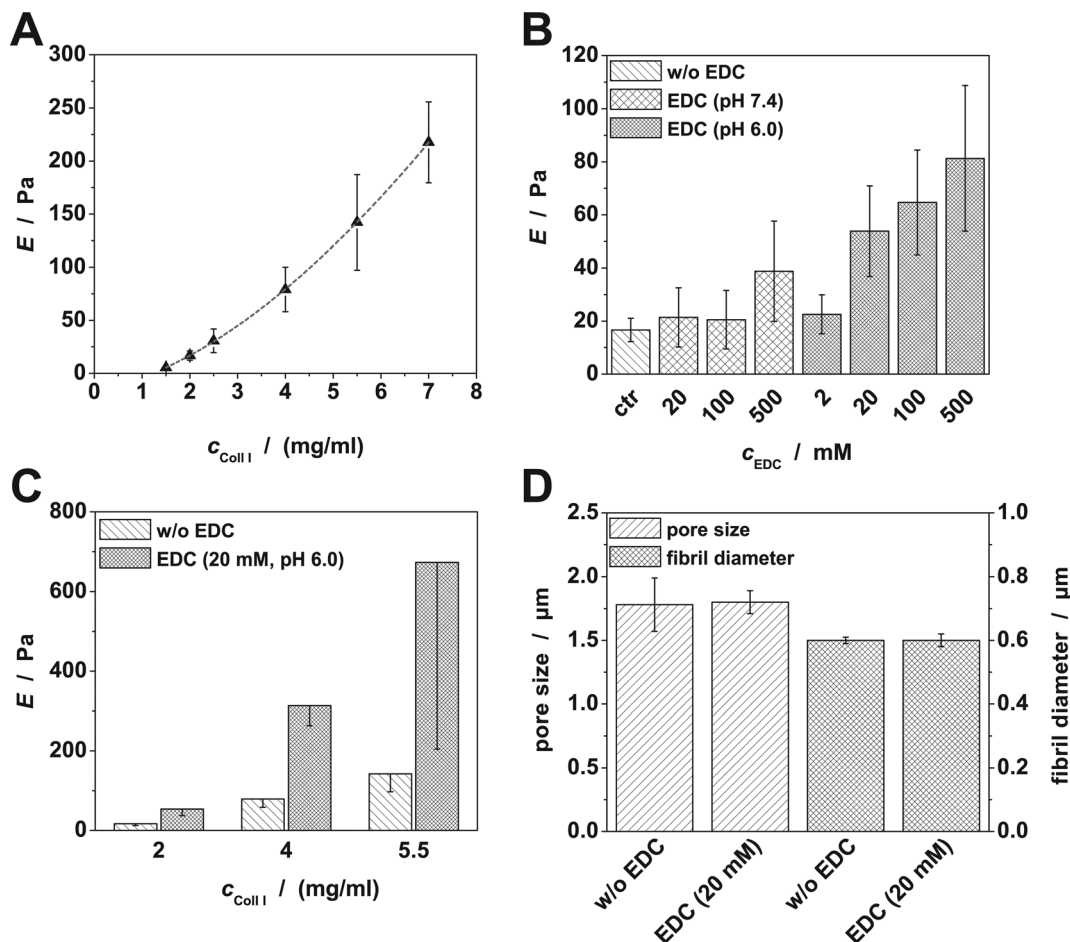 A
300
250
200
150
100
50
0
E / Pa
0 1 2 3 4 5 6 7 8
c Coll I / (mg/ml)
B
120
100
80
60
40
20
0
E / Pa
w/o EDC
EDC (pH 7.4)
EDC (pH 6.0)
ctr 20 100 500 2 20 100 500
c EDC / mM
C
800
600
400
200
0
E / Pa
w/o EDC
EDC (20 mM, pH 6.0)
2 4 5.5
c Coll I / (mg/ml)
D
2.5
2.0
1.5
1.0
0.5
0.0
pore size / µm
pore size
fibril diameter
1.0
0.8
0.6
0.4
0.2
0.0
fibril diameter / µm
w/o EDC
EDC (20 mM)
w/o EDC
EDC (20 mM)